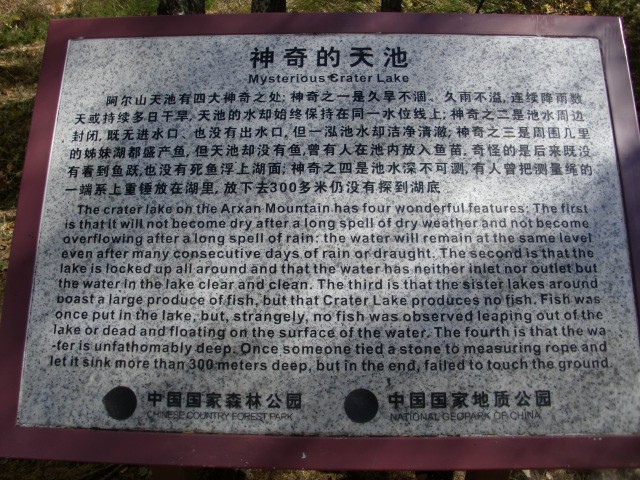 神奇的天池
Mysterious Crater Lake
阿尔山天池有四大神奇之处: 神奇之一是久旱不涸、久雨不溢, 连续降雨数
天或持续多日干旱, 天池的水却始终保持在同一水位线上; 神奇之二是池水周边
封闭, 既无进水口、也没有出水口, 但一泓池水却洁净清澈; 神奇之三是周围几里
的姊妹湖都盛产鱼, 但天池却没有鱼,曾有人在池内放入鱼苗, 奇怪的是后来既没
有看到鱼跃,也没有死鱼浮上湖面; 神奇之四是池水深不可测, 有人曾把测量绳的
一端系上重锤放在湖里, 放下去300多米仍没有探到湖底
The crater lake on the Arxan Mountain has four wonderful features: The first
is that it will not become dry after a long spell of dry weather and not become
overflowing after a long spell of rain: the water will remain at the same level
even after many consecutive days of rain or draught. The second is that the
lake is locked up all around and that the water has neither inlet nor outlet but
the water in the lake clear and clean. The third is that the sister lakes around
boast a large produce of fish, but that Crater Lake produces no fish. Fish was
once put in the lake, but, strangely, no fish was observed leaping out of the
lake or dead and floating on the surface of the water. The fourth is that the wa
-ter is unfathomably deep. Once someone tied a stone to measuring rope and
let it sink more than 300 meters deep, but in the end, failed to touch the ground
中国国家森林公园
CHINESE COUNTRY FOREST PARK
中国国家地质公园
NATIONAL GEOPARK OF CHINA